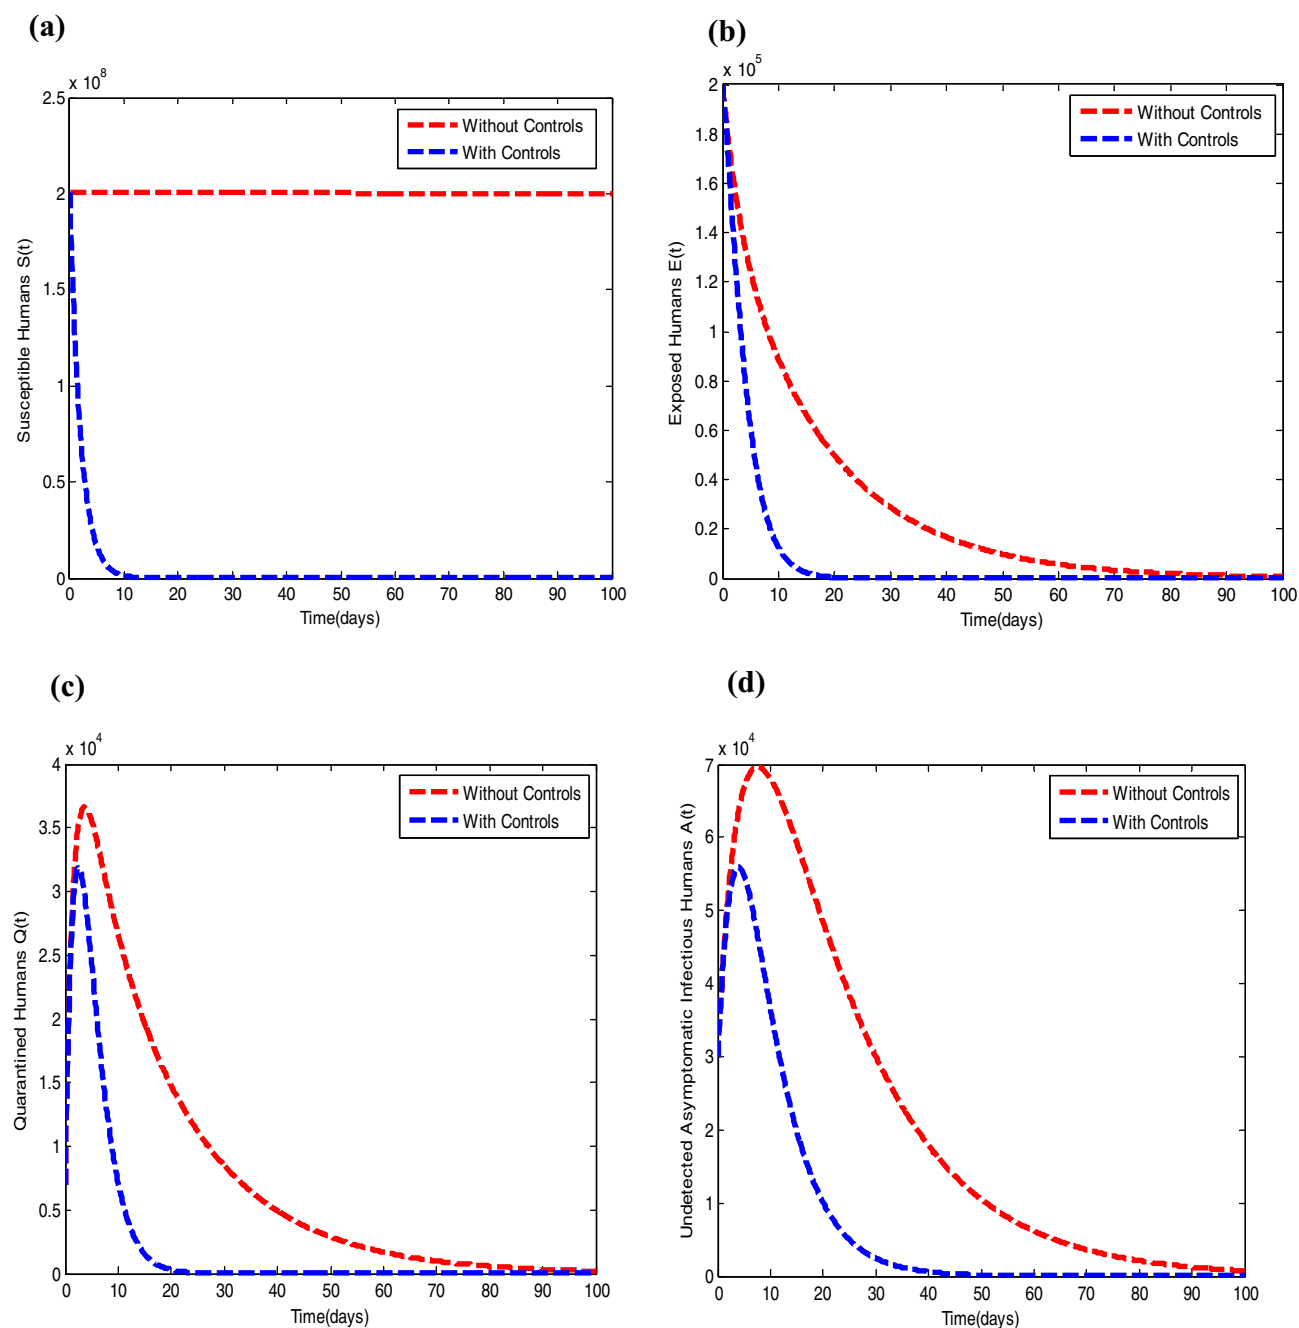 (a)
x 10^8
2.5
2
1.5
1
0.5
0
0 10 20 30 40 50 60 70 80 90 100
Time(days)
Susceptible Humans S(t)
Without Controls
With Controls
(b)
x 10^5
2
1.8
1.6
1.4
1.2
1
0.8
0.6
0.4
0.2
0
0 10 20 30 40 50 60 70 80 90 100
Time(days)
Exposed Humans E(t)
Without Controls
With Controls
(c)
x 10^4
4
3.5
3
2.5
2
1.5
1
0.5
0
0 10 20 30 40 50 60 70 80 90 100
Time(days)
Quarantined Humans Q(t)
Without Controls
With Controls
(d)
x 10^4
7
6
5
4
3
2
1
0
0 10 20 30 40 50 60 70 80 90 100
Time(days)
Undetected Asymptomatic Infectious Humans A(t)
Without Controls
With Controls